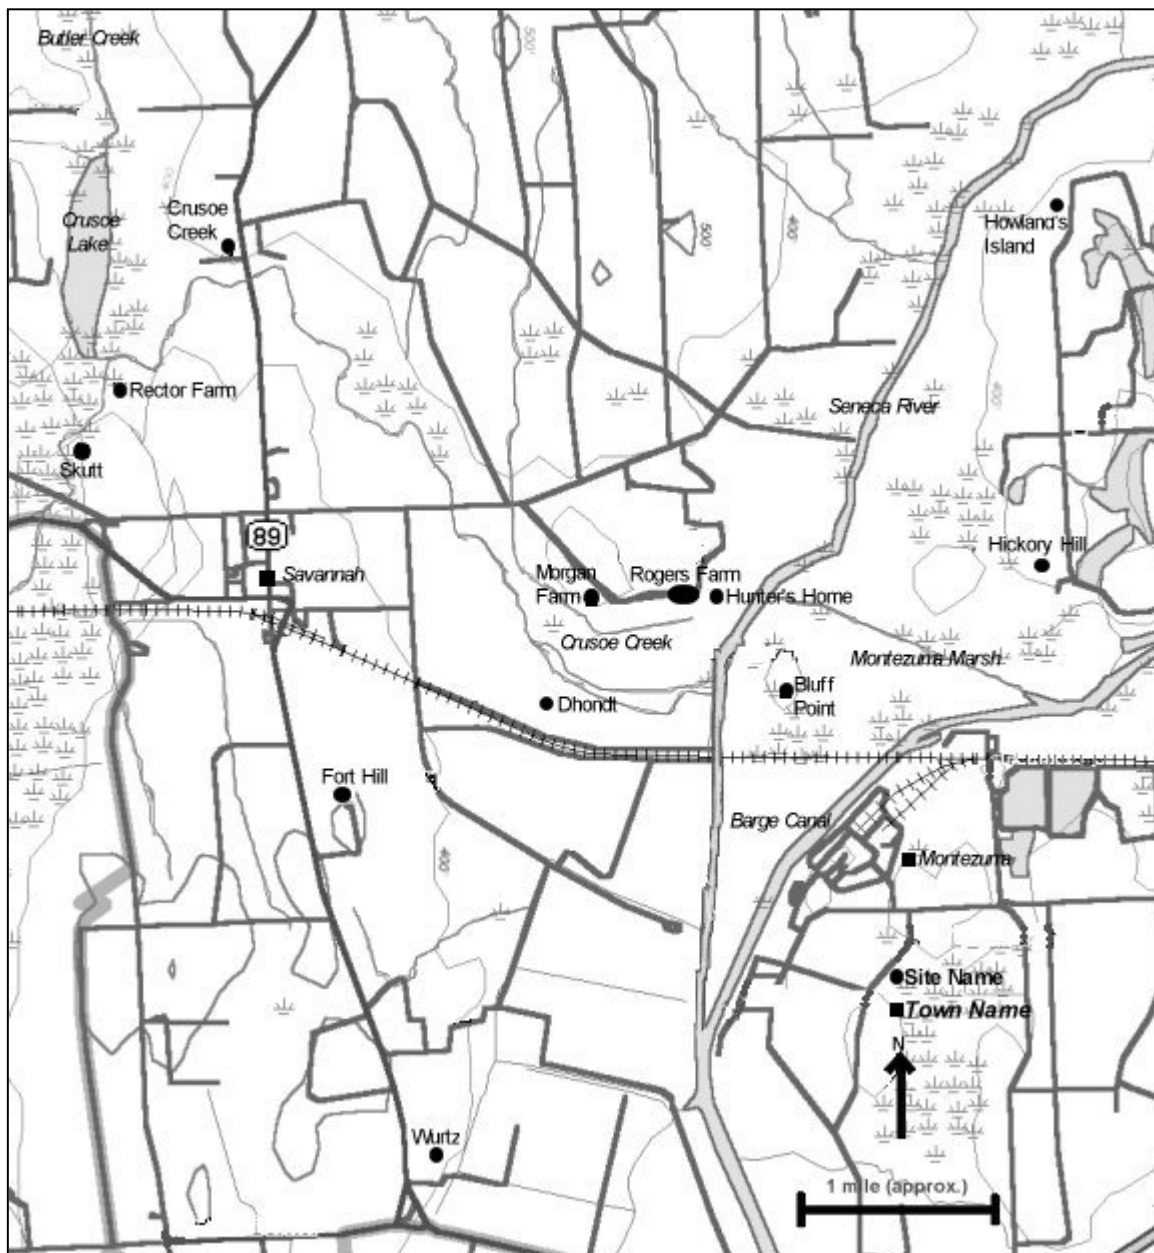 Butler Creek
500'
Crusoe
Lake
Crusoe
Creek
500'
400'
Howland's
Island
Rector Farm
Seneca River
400'
Skutt
89
Savannah
Morgan
Farm
Rogers Farm
Hunter's Home
Hickory Hill
Crusoe Creek
Montezuma Marsh
Dhondt
Bluff
Point
Fort Hill
Barge Canal
400'
Montezuma
Site Name
Town Name
N
Wurtz
1 mile (approx.)